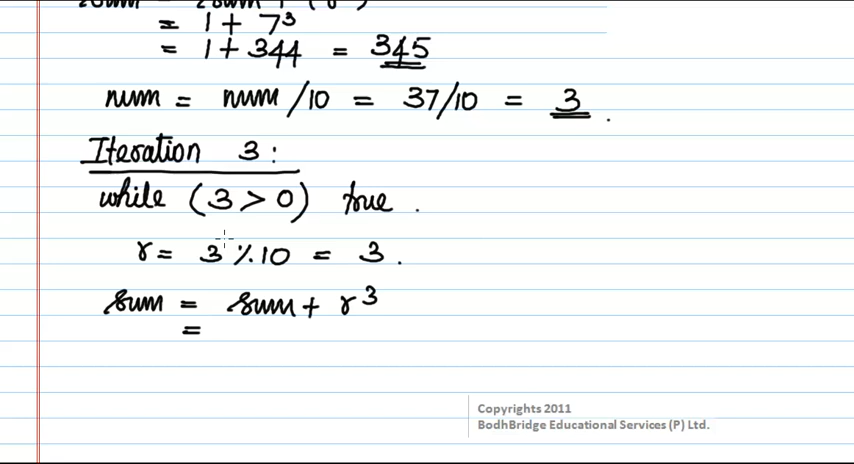 = 1 + 7³
= 1 + 344 = 345
num = num / 10 = 37/10 = 3 .
Iteration 3 :
while ( 3 > 0 ) true .
r = 3 % 10 = 3 .
sum = sum + r³
=
Copyrights 2011
BodhBridge Educational Services (P) Ltd.